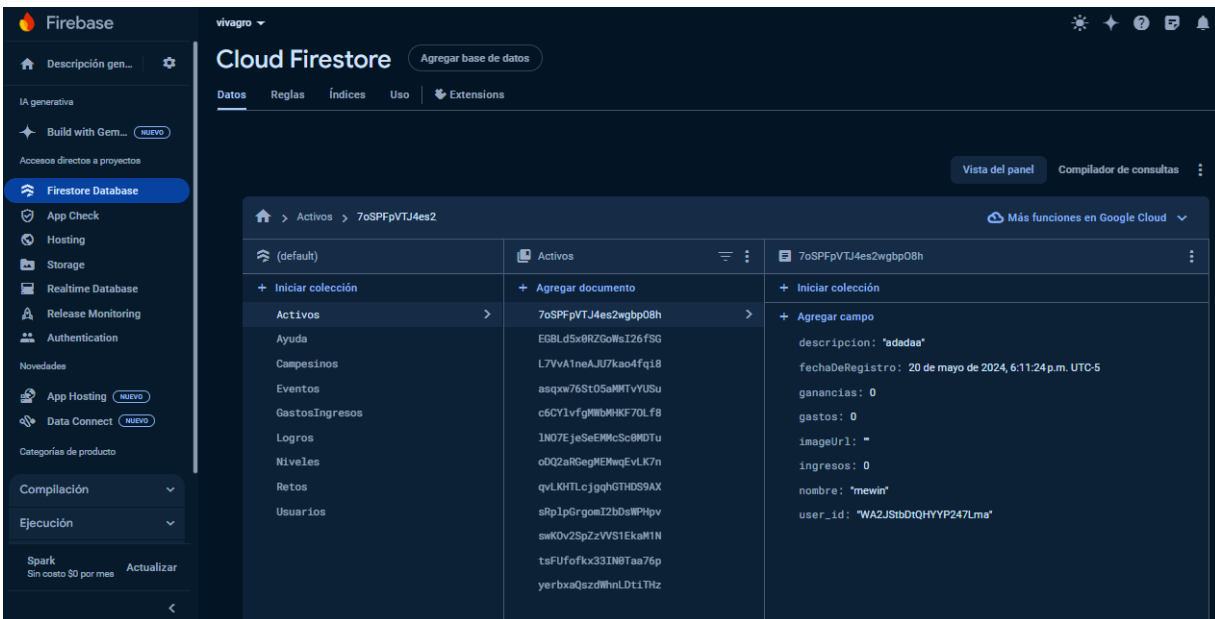 Firebase
Descripción gen...
IA generativa
Build with Gem... NUEVO
Accesos directos a proyectos
Firestore Database
App Check
Hosting
Storage
Realtime Database
Release Monitoring
Authentication
Novedades
App Hosting NUEVO
Data Connect NUEVO
Categorías de producto
Compilación
Ejecución
Spark
Sin costo $0 por mes
Actualizar
vivagro
Cloud Firestore
Agregar base de datos
Datos Reglas Índices Uso Extensions
Vista del panel Compilador de consultas
Activos > 7oSPFpVTJ4es2
Más funciones en Google Cloud
(default)
+ Iniciar colección
Activos
Ayuda
Campesinos
Eventos
GastosIngresos
Logros
Niveles
Retos
Usuarios
Activos
+ Agregar documento
7oSPFpVTJ4es2wgbpO8h
EGBLd5x0RZGoWsI26fSG
L7VvA1neAJU7kao4fqi8
asqxw76StO5aMMTvYUSu
c6CYlvfgMWbMHKF7OLf8
lNO7EjeSeEMMcSc0MDTu
oDQ2aRGegMEMwqEvLK7n
qvLKHTLcjgqhGTHDS9AX
sRplpGrgomI2bDsWPHpv
swKOv2SpZzVVS1EkaM1N
tsFUfofkx33IN0Taa76p
yerbxaQszdWhnLDtiTHz
7oSPFpVTJ4es2wgbpO8h
+ Iniciar colección
+ Agregar campo
descripcion: "adadaa"
fechaDeRegistro: 20 de mayo de 2024, 6:11:24 p.m. UTC-5
ganancias: 0
gastos: 0
imageUrl: ""
ingresos: 0
nombre: "mewin"
user_id: "WA2JStbDtQHYYP247Lma"